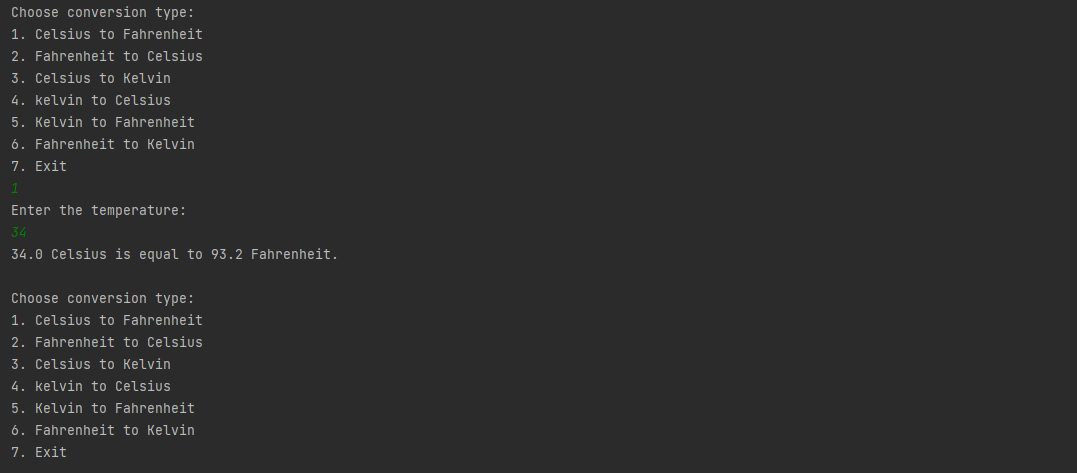 Choose conversion type:
1. Celsius to Fahrenheit
2. Fahrenheit to Celsius
3. Celsius to Kelvin
4. kelvin to Celsius
5. Kelvin to Fahrenheit
6. Fahrenheit to Kelvin
7. Exit
1
Enter the temperature:
34
34.0 Celsius is equal to 93.2 Fahrenheit.

Choose conversion type:
1. Celsius to Fahrenheit
2. Fahrenheit to Celsius
3. Celsius to Kelvin
4. kelvin to Celsius
5. Kelvin to Fahrenheit
6. Fahrenheit to Kelvin
7. Exit